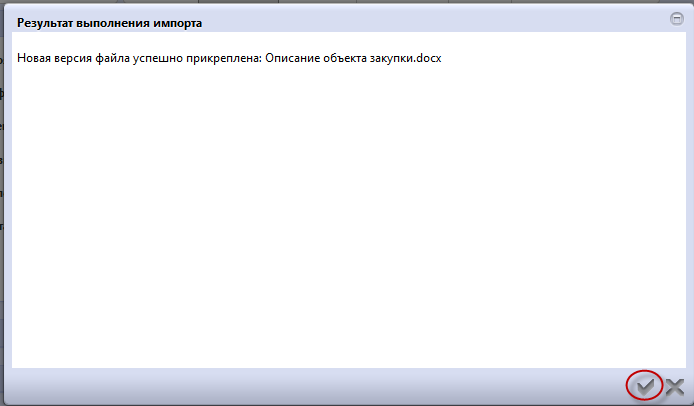 Результат выполнения импорта
Новая версия файла успешно прикреплена: Описание объекта закупки.docx